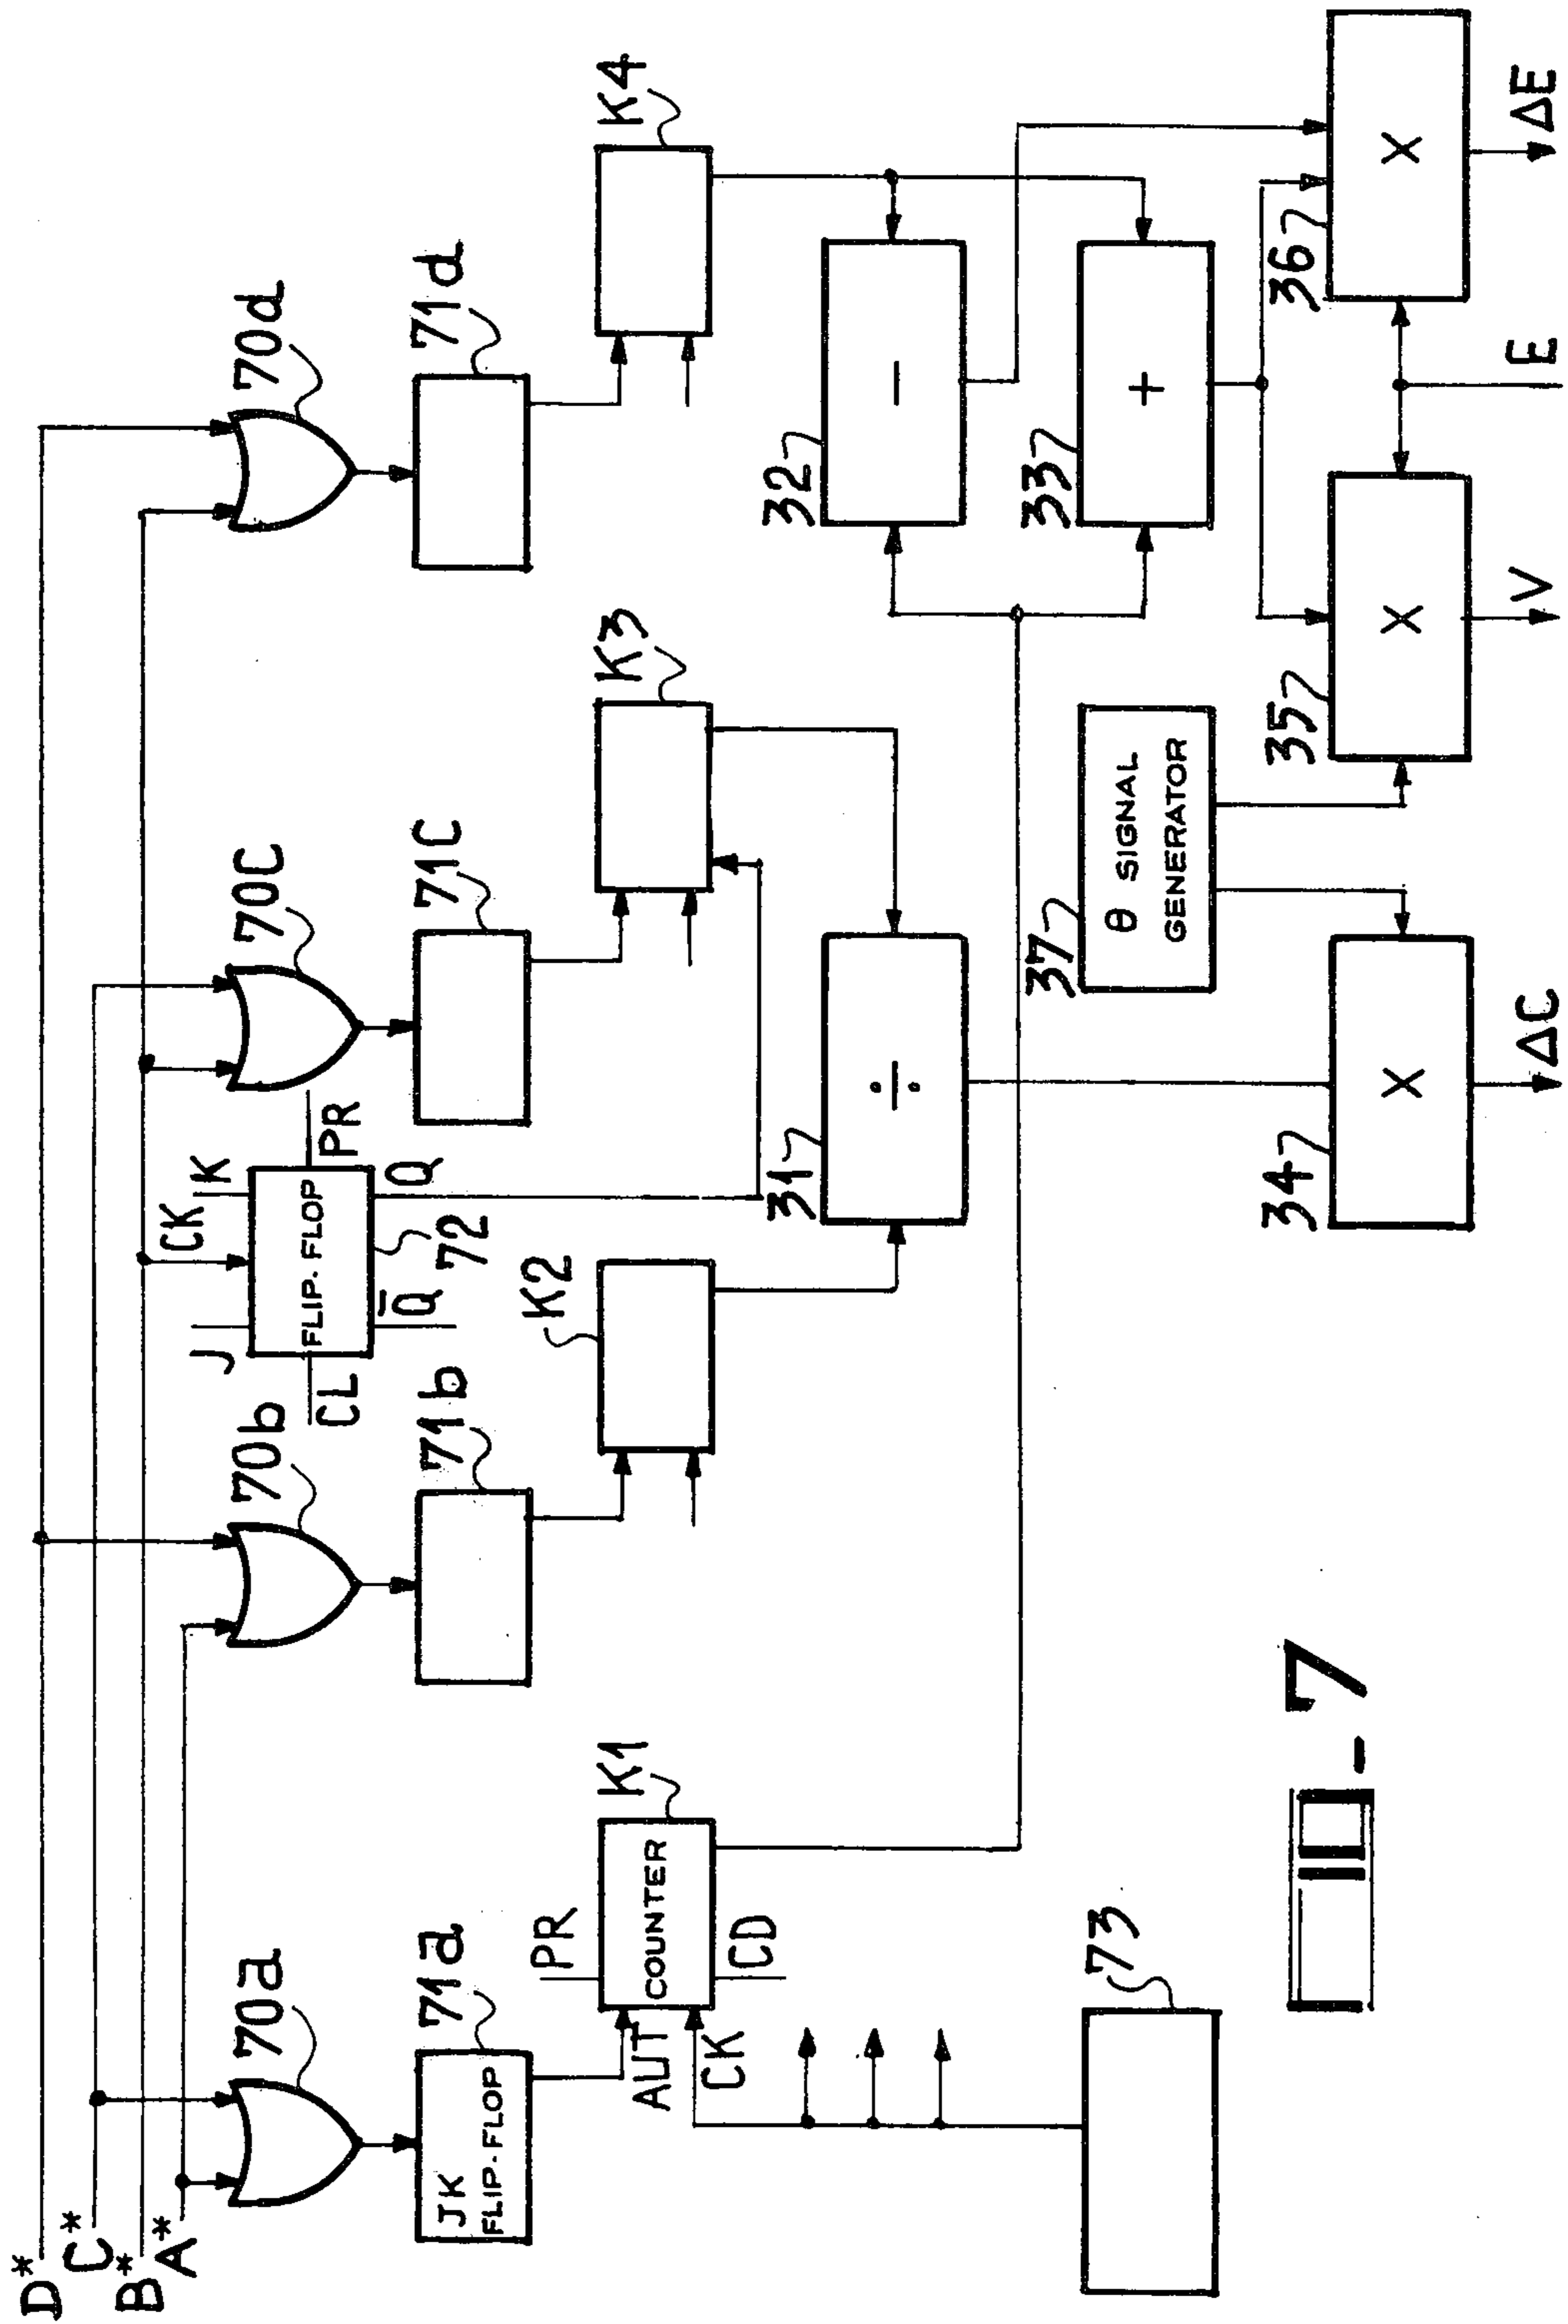 D*
C*
B*
A*
70a
70b
70C
70d
J
CK
K
FLIP-FLOP
CL
PR
Q̅
Q
72
JK
FLIP-FLOP
71a
71b
71C
71d
PR
K1
K2
K3
K4
AUT
COUNTER
CK
CD
31
÷
32
−
33
+
73
37
θ SIGNAL
GENERATOR
34
X
35
X
36
X
ΔC
V
E
ΔE
-7